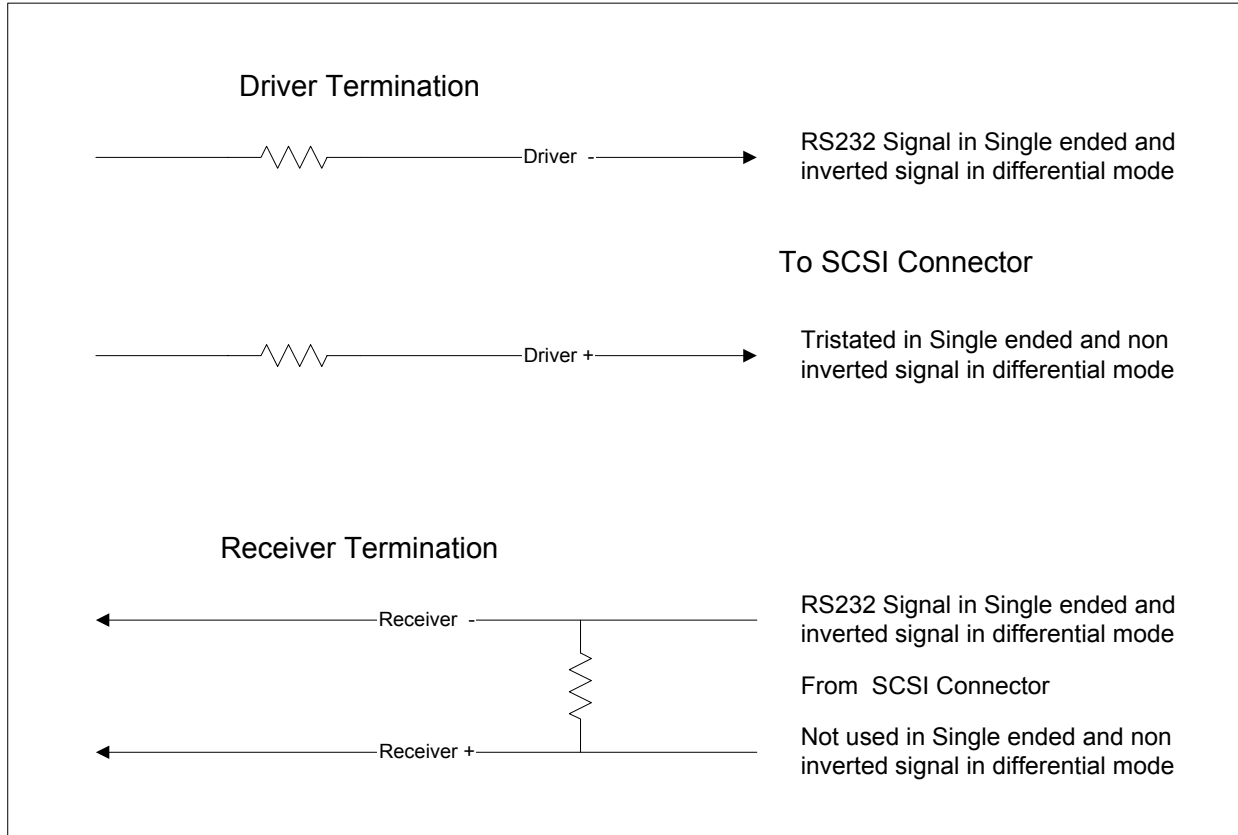 Driver Termination
Driver -
RS232 Signal in Single ended and
inverted signal in differential mode
To SCSI Connector
Driver +
Tristated in Single ended and non
inverted signal in differential mode
Receiver Termination
Receiver -
RS232 Signal in Single ended and
inverted signal in differential mode
From SCSI Connector
Receiver +
Not used in Single ended and non
inverted signal in differential mode